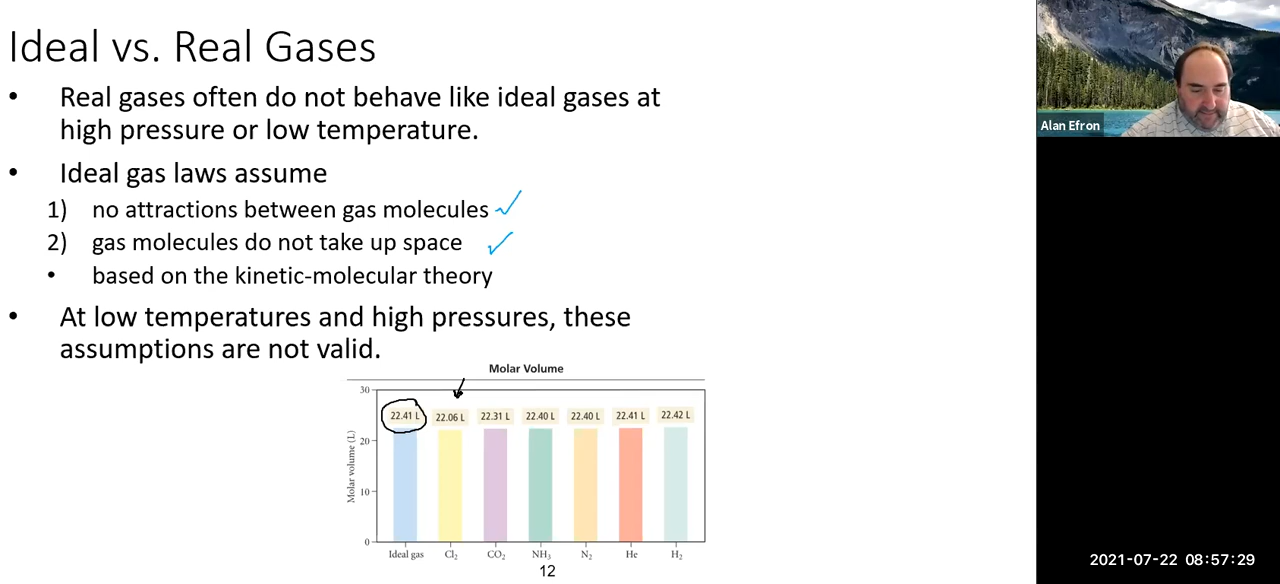 Ideal vs. Real Gases
• Real gases often do not behave like ideal gases at
high pressure or low temperature.
• Ideal gas laws assume
1) no attractions between gas molecules
2) gas molecules do not take up space
• based on the kinetic-molecular theory
• At low temperatures and high pressures, these
assumptions are not valid.
Molar Volume
30
20
10
0
Molar volume (L)
22.41 L 22.06 L 22.31 L 22.40 L 22.40 L 22.41 L 22.42 L
Ideal gas Cl₂ CO₂ NH₃ N₂ He H₂
12
Alan Efron
2021-07-22 08:57:29